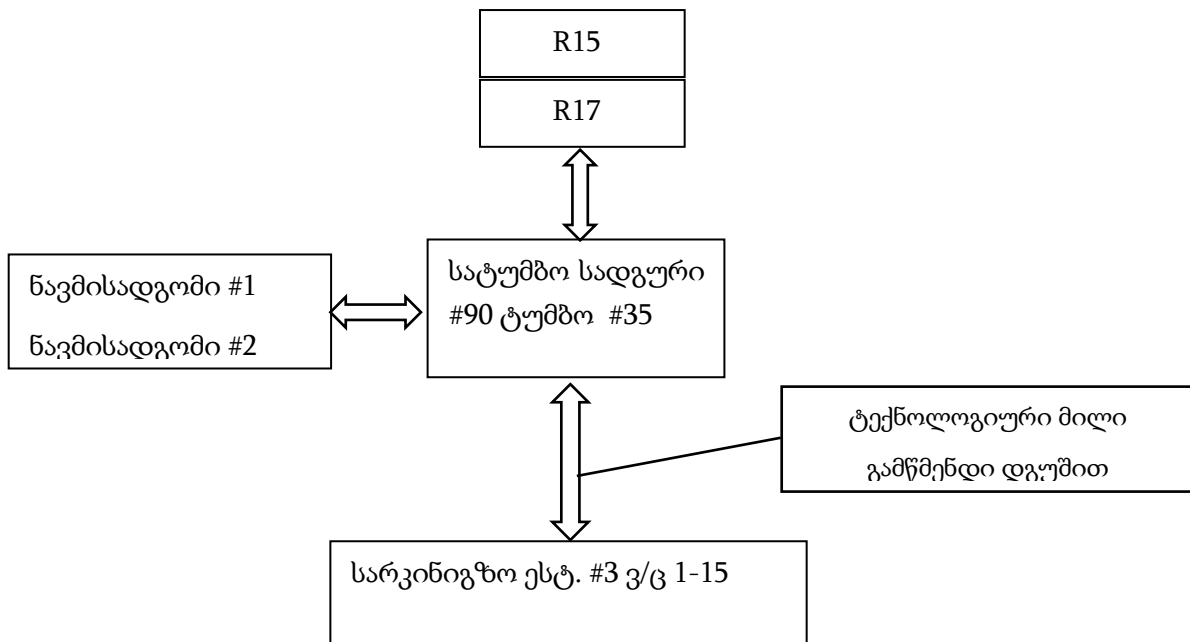 R15
R17
ნავმისადგომი #1
ნავმისადგომი #2
სატუმბო სადგური
#90 ტუმბო #35
ტექნოლოგიური მილი
გამწმენდი დგუშით
სარკინიგზო ესტ. #3 ვ/ც 1-15